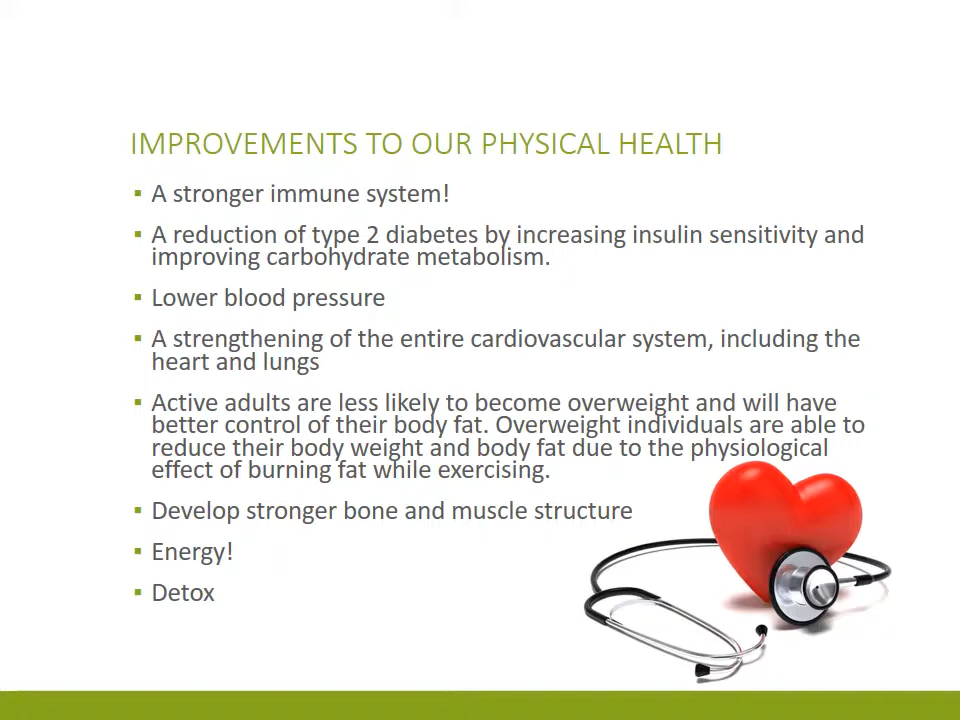 IMPROVEMENTS TO OUR PHYSICAL HEALTH
▪ A stronger immune system!
▪ A reduction of type 2 diabetes by increasing insulin sensitivity and
improving carbohydrate metabolism.
▪ Lower blood pressure
▪ A strengthening of the entire cardiovascular system, including the
heart and lungs
▪ Active adults are less likely to become overweight and will have
better control of their body fat. Overweight individuals are able to
reduce their body weight and body fat due to the physiological
effect of burning fat while exercising.
▪ Develop stronger bone and muscle structure
▪ Energy!
▪ Detox